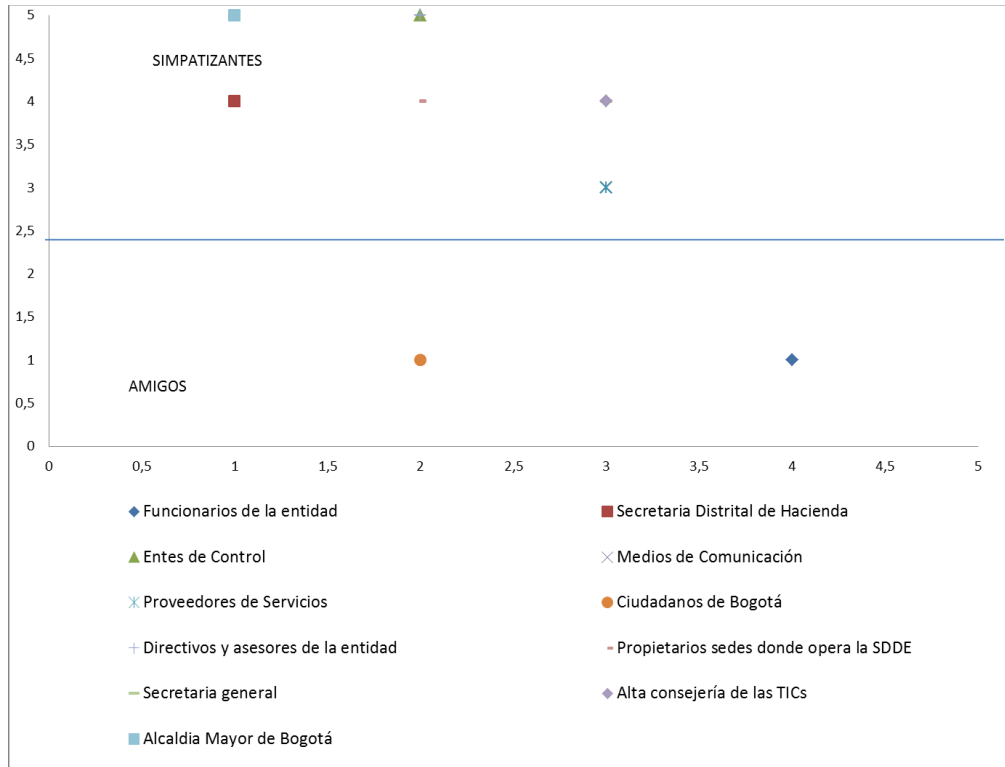 5
4,5
SIMPATIZANTES
4
3,5
3
2,5
2
1,5
1
AMIGOS
0,5
0
0 0,5 1 1,5 2 2,5 3 3,5 4 4,5 5
Funcionarios de la entidad Secretaria Distrital de Hacienda
Entes de Control Medios de Comunicación
Proveedores de Servicios Ciudadanos de Bogotá
Directivos y asesores de la entidad Propietarios sedes donde opera la SDDE
Secretaria general Alta consejería de las TICs
Alcaldia Mayor de Bogotá